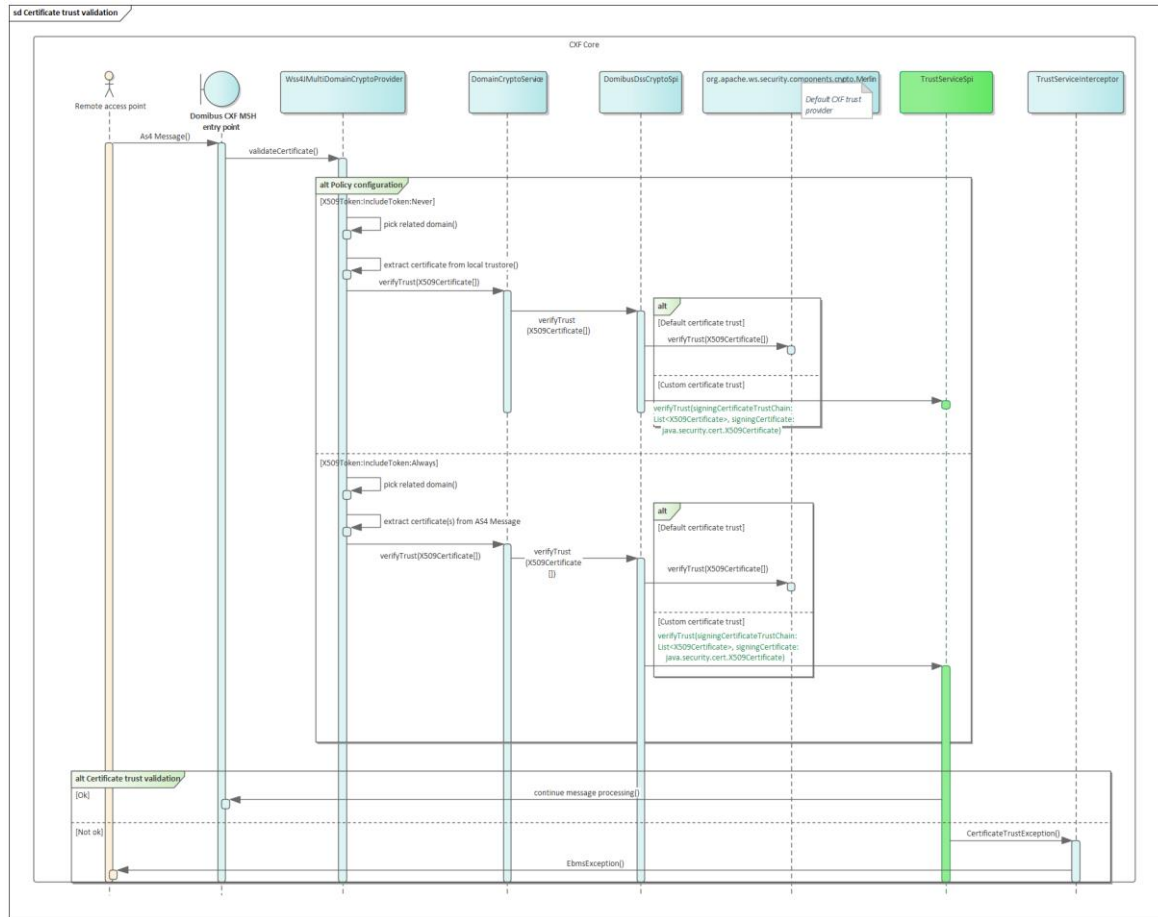 sd Certificate trust validation
CXF Core
Remote access point
Domibus CXF MSH
entry point
Wss4JMultiDomainCryptoProvider
DomainCryptoService
DomibusDssCryptoSpi
org.apache.ws.security.components.crypto.Merlin
Default CXF trust
provider
TrustServiceSpi
TrustServiceInterceptor
As4 Message()
validateCertificate()
alt Policy configuration
[X509Token:IncludeToken:Never]
pick related domain()
extract certificate from local trustore()
verifyTrust(X509Certificate[])
verifyTrust
(X509Certificate[])
alt
[Default certificate trust]
verifyTrust(X509Certificate[])
[Custom certificate trust]
verifyTrust(signingCertificateTrustChain:
List<X509Certificate>, signingCertificate:
java.security.cert.X509Certificate)
[X509Token:IncludeToken:Always]
pick related domain()
extract certificate(s) from AS4 Message
verifyTrust(X509Certificate[])
verifyTrust
(X509Certificate
[])
alt
[Default certificate trust]
verifyTrust(X509Certificate[])
[Custom certificate trust]
verifyTrust(signingCertificateTrustChain:
List<X509Certificate>, signingCertificate:
java.security.cert.X509Certificate)
alt Certificate trust validation
[Ok]
continue message processing()
[Not ok]
CertificateTrustException()
EbmsException()